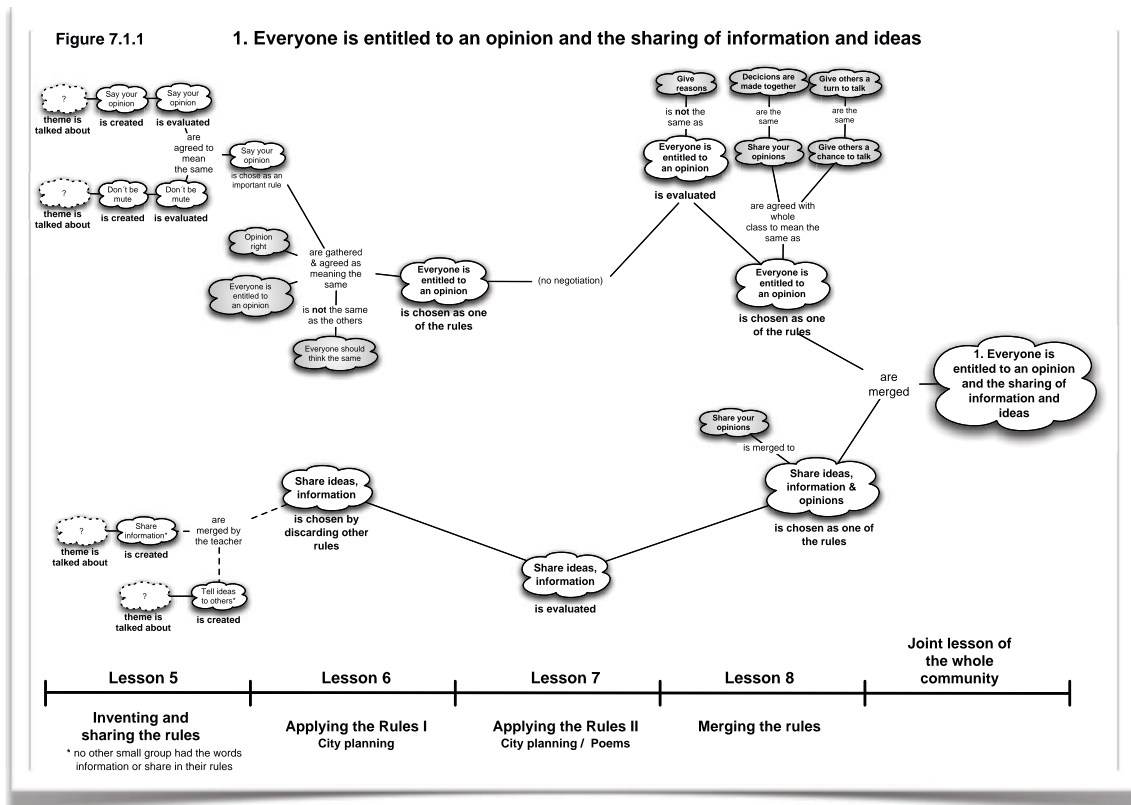 Figure 7.1.1
1. Everyone is entitled to an opinion and the sharing of information and ideas
?
theme is
talked about
Say your
opinion
is created
Say your
opinion
is evaluated
are
agreed to
mean
the same
?
theme is
talked about
Don´t be
mute
is created
Don´t be
mute
is evaluated
Say your
opinion
is chose as an
important rule
Opinion
right
Everyone is
entitled to
an opinion
are gathered
& agreed as
meaning the
same
is not the same
as the others
Everyone should
think the same
Everyone is
entitled to
an opinion
is chosen as one
of the rules
(no negotiation)
Give
reasons
is not the
same as
Everyone is
entitled to
an opinion
is evaluated
Decicions are
made together
are the
same
Share your
opinions
Give others a
turn to talk
are the
same
Give others a
chance to talk
are agreed with
whole
class to mean the
same as
Everyone is
entitled to
an opinion
is chosen as one
of the rules
are
merged
1. Everyone is
entitled to an opinion
and the sharing of
information and
ideas
Share your
opinions
is merged to
Share ideas,
information &
opinions
is chosen as one of
the rules
?
theme is
talked about
Share
information*
is created
are
merged by
the teacher
?
theme is
talked about
Tell ideas
to others*
is created
Share ideas,
information
is chosen by
discarding other
rules
Share ideas,
information
is evaluated
Lesson 5
Lesson 6
Lesson 7
Lesson 8
Joint lesson of
the whole
community
Inventing and
sharing the rules
* no other small group had the words
information or share in their rules
Applying the Rules I
City planning
Applying the Rules II
City planning / Poems
Merging the rules